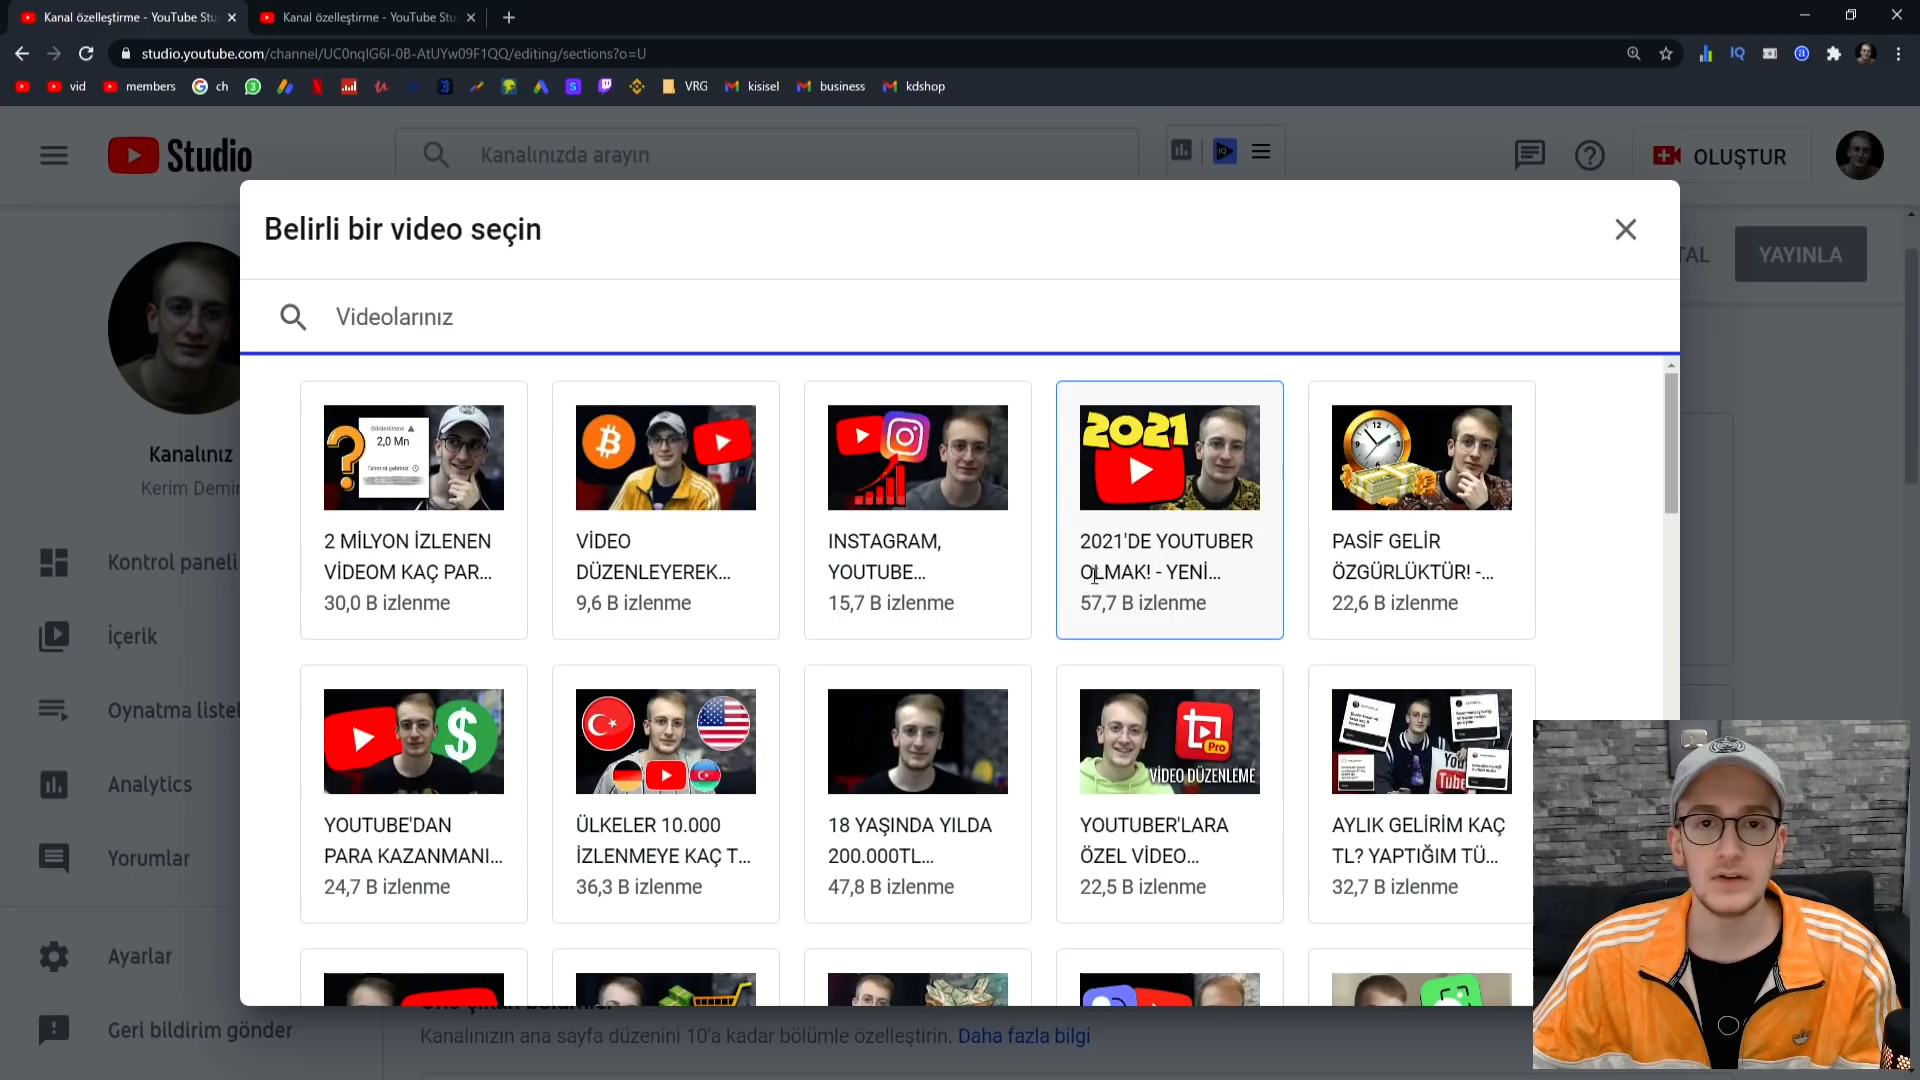 Kanal özelleştirme - YouTube Stu
Kanal özelleştirme - YouTube Stu
studio.youtube.com/channel/UC0nqIG6I-0B-AtUYw09F1QQ/editing/sections?o=U
vid
members
ch
VRG
kisisel
business
kdshop
Studio
Kanalınızda arayın
OLUŞTUR
Belirli bir video seçin
TAL
YAYINLA
Videolarınız
Kanalınız
Kerim Demir
Kontrol paneli
İçerik
Oynatma listel
Analytics
Yorumlar
Ayarlar
Geri bildirim gönder
2,0 Mn
2 MİLYON İZLENEN
VİDEOM KAÇ PAR...
30,0 B izlenme
VİDEO
DÜZENLEYEREK...
9,6 B izlenme
INSTAGRAM,
YOUTUBE...
15,7 B izlenme
2021
2021'DE YOUTUBER
OLMAK! - YENİ...
57,7 B izlenme
PASİF GELİR
ÖZGÜRLÜKTÜR! -...
22,6 B izlenme
YOUTUBE'DAN
PARA KAZANMANI...
24,7 B izlenme
ÜLKELER 10.000
İZLENMEYE KAÇ T...
36,3 B izlenme
18 YAŞINDA YILDA
200.000TL...
47,8 B izlenme
Pro
VİDEO DÜZENLEME
YOUTUBER'LARA
ÖZEL VİDEO...
22,5 B izlenme
AYLIK GELİRİM KAÇ
TL? YAPTIĞIM TÜ...
32,7 B izlenme
Kanalınızın ana sayfa düzenini 10'a kadar bölümle özelleştirin. Daha fazla bilgi